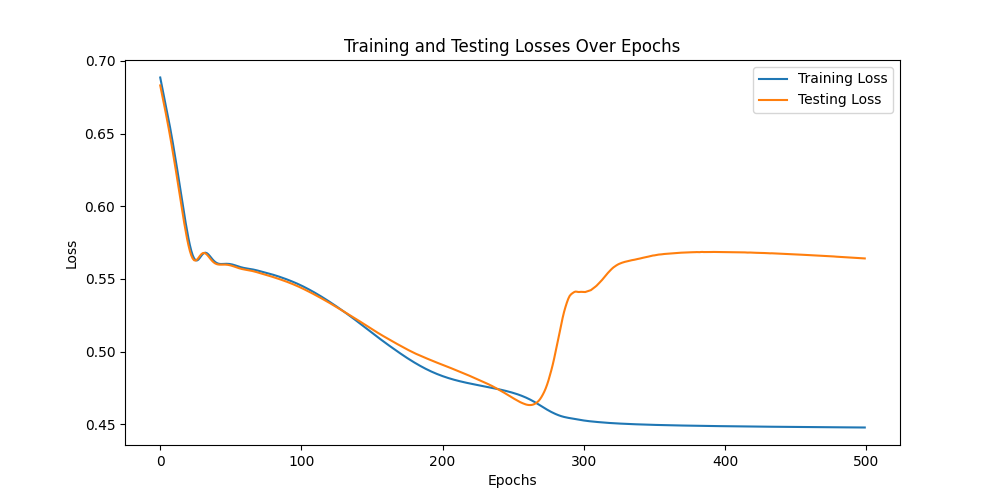 Training and Testing Losses Over Epochs
Training Loss
Testing Loss
Loss
0.70
0.65
0.60
0.55
0.50
0.45
0
100
200
300
400
500
Epochs